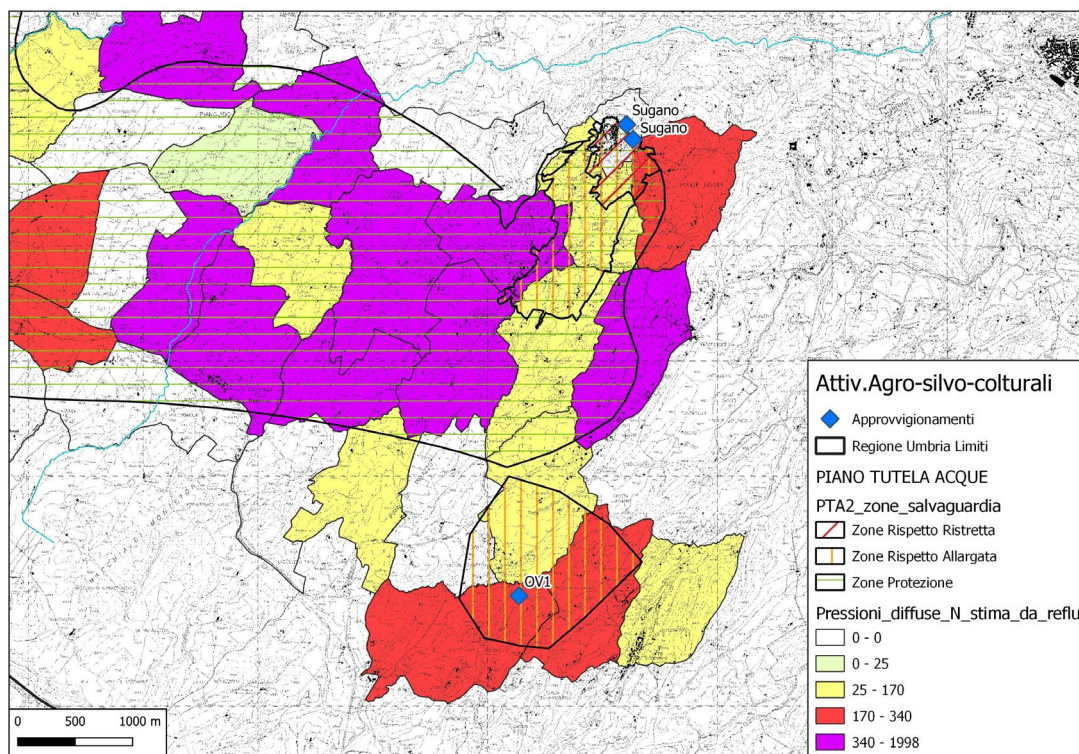 Sugano
Sugano
OV1
Attiv.Agro-silvo-colturali
Approvvigionamenti
Regione Umbria Limiti
PIANO TUTELA ACQUE
PTA2_zone_salvaguardia
Zone Rispetto Ristretta
Zone Rispetto Allargata
Zone Protezione
Pressioni_diffuse_N_stima_da_reflu
0 - 0
0 - 25
25 - 170
170 - 340
340 - 1998
0 500 1000 m